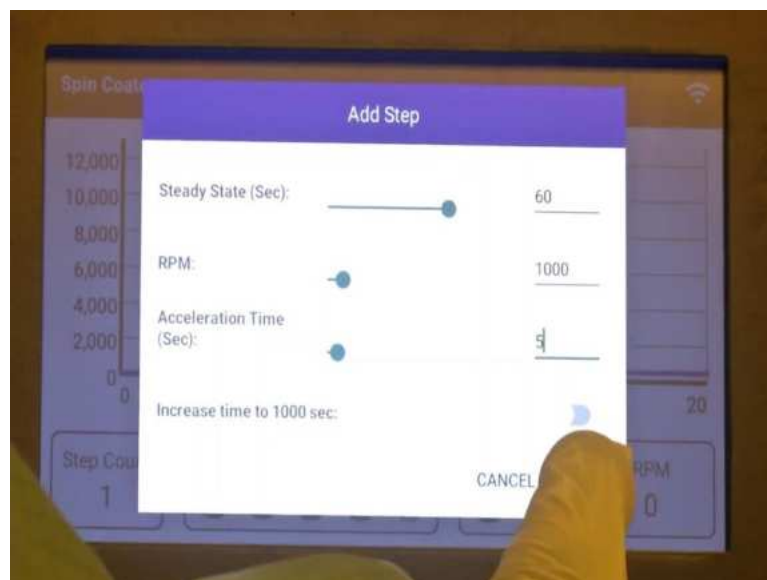 Spin Coate
Add Step
12,000
10,000
8,000
6,000
4,000
2,000
0
0
20
Steady State (Sec):
60
RPM:
1000
Acceleration Time
(Sec):
5
Increase time to 1000 sec:
CANCEL
Step Cou
1
RPM
0